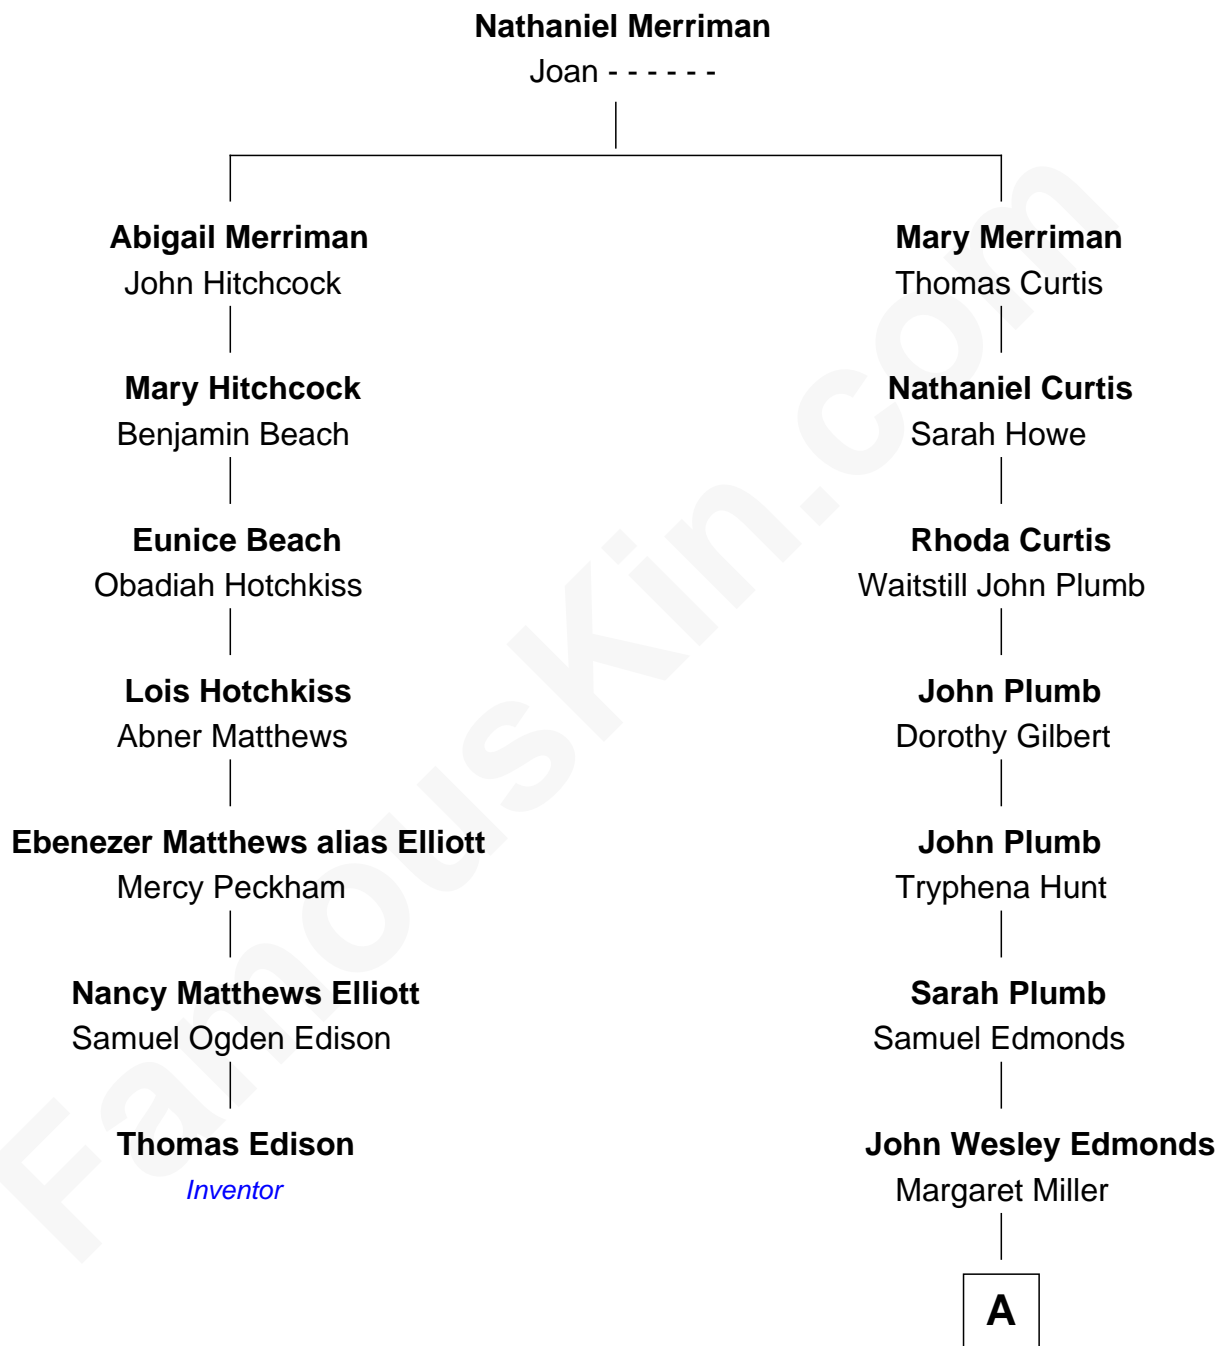 Nathaniel Merriman
Joan - - - - - -
Abigail Merriman
John Hitchcock
Mary Merriman
Thomas Curtis
Mary Hitchcock
Benjamin Beach
Nathaniel Curtis
Sarah Howe
Eunice Beach
Obadiah Hotchkiss
Rhoda Curtis
Waitstill John Plumb
Lois Hotchkiss
Abner Matthews
John Plumb
Dorothy Gilbert
Ebenezer Matthews alias Elliott
Mercy Peckham
John Plumb
Tryphena Hunt
Nancy Matthews Elliott
Samuel Ogden Edison
Sarah Plumb
Samuel Edmonds
Thomas Edison
Inventor
John Wesley Edmonds
Margaret Miller
A
FamousKin.com